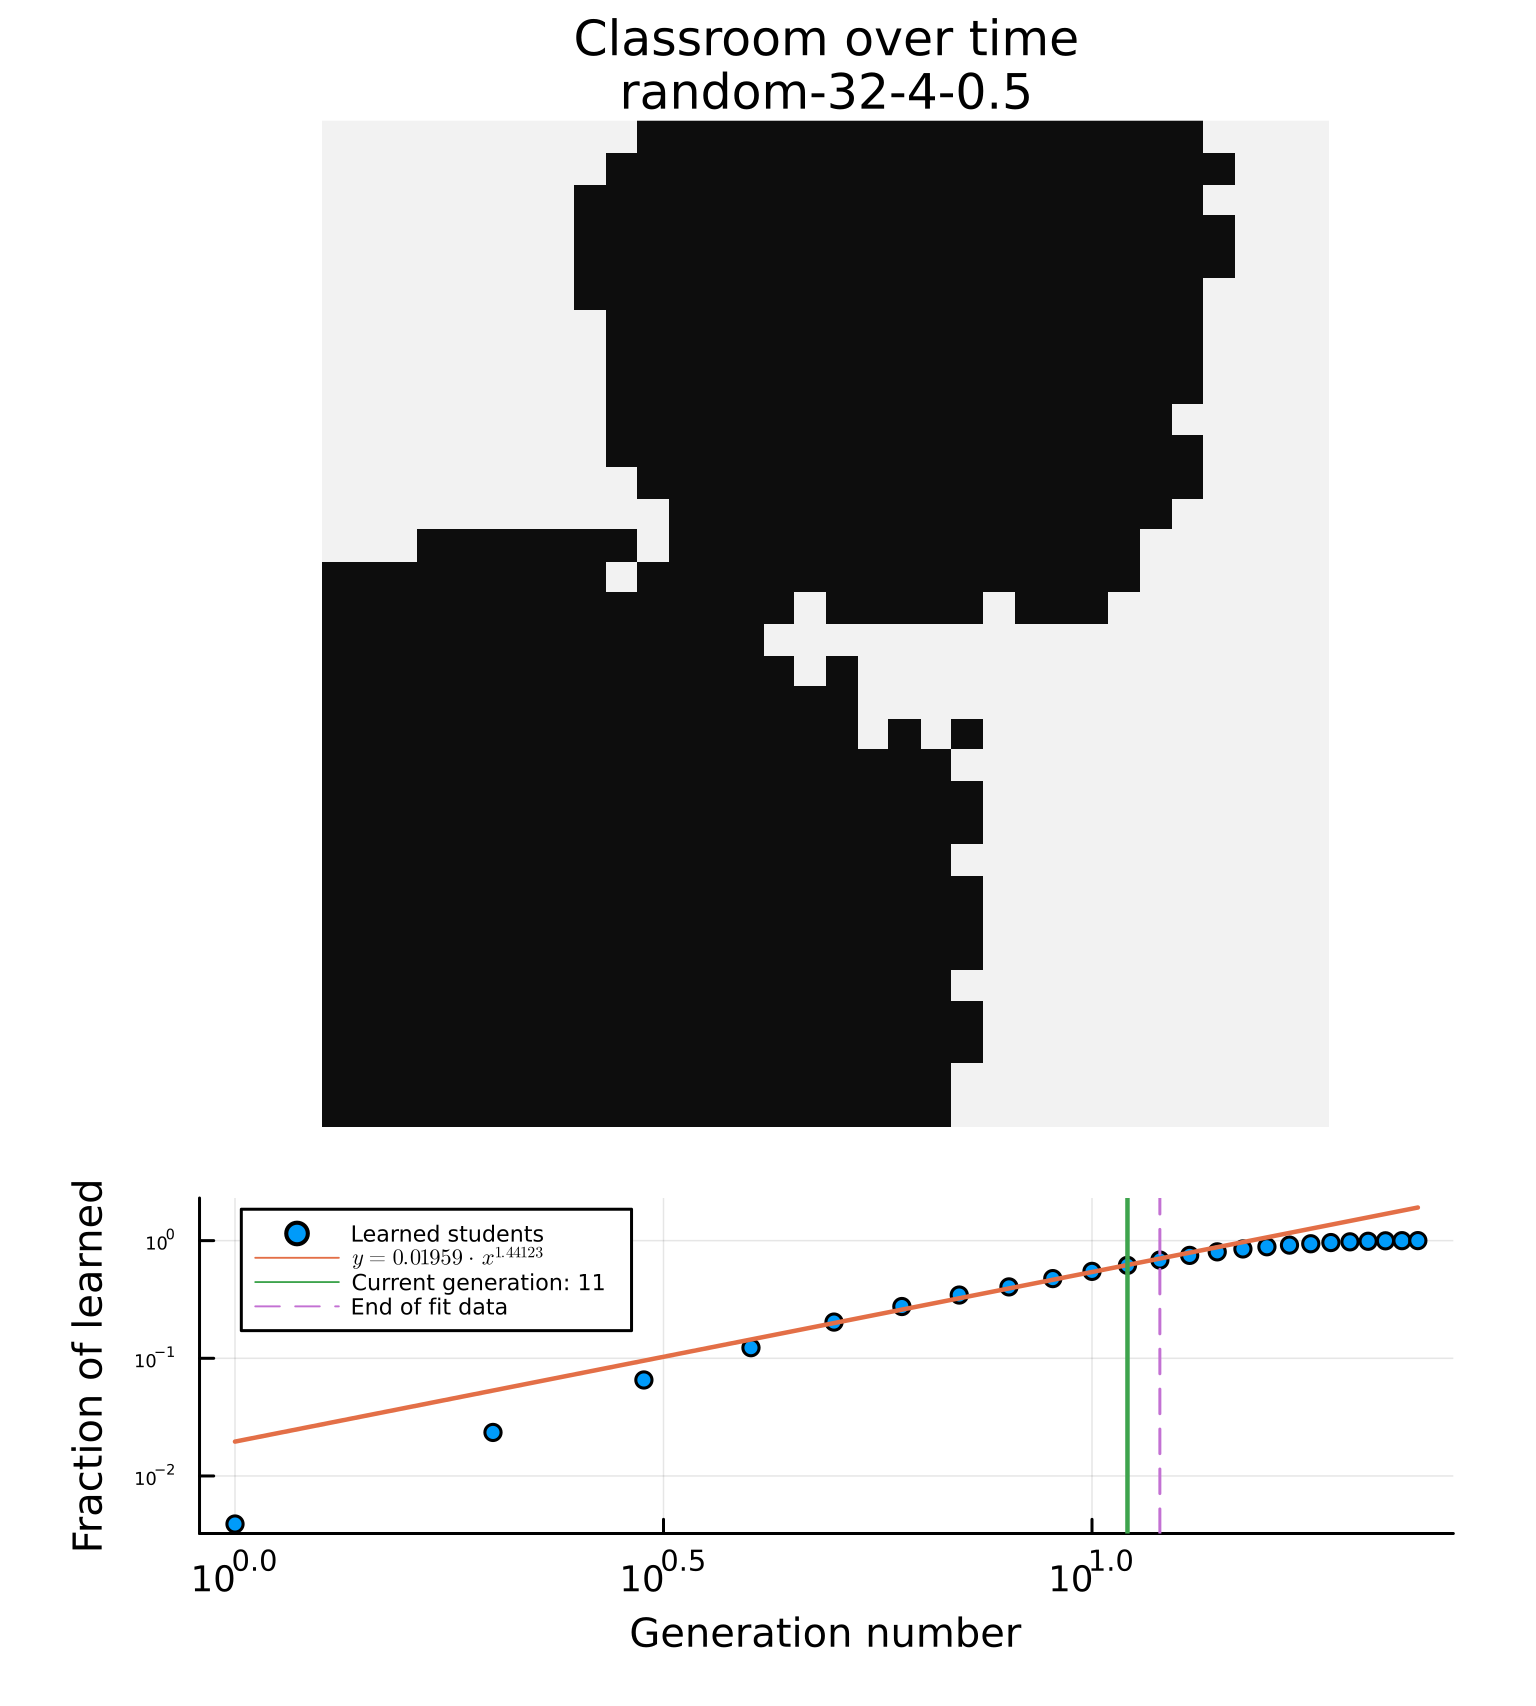 Classroom over time
random-32-4-0.5
Fraction of learned
10^0
10^-1
10^-2
Learned students
y = 0.01959 · x^1.44123
Current generation: 11
End of fit data
10^0.0
10^0.5
10^1.0
Generation number